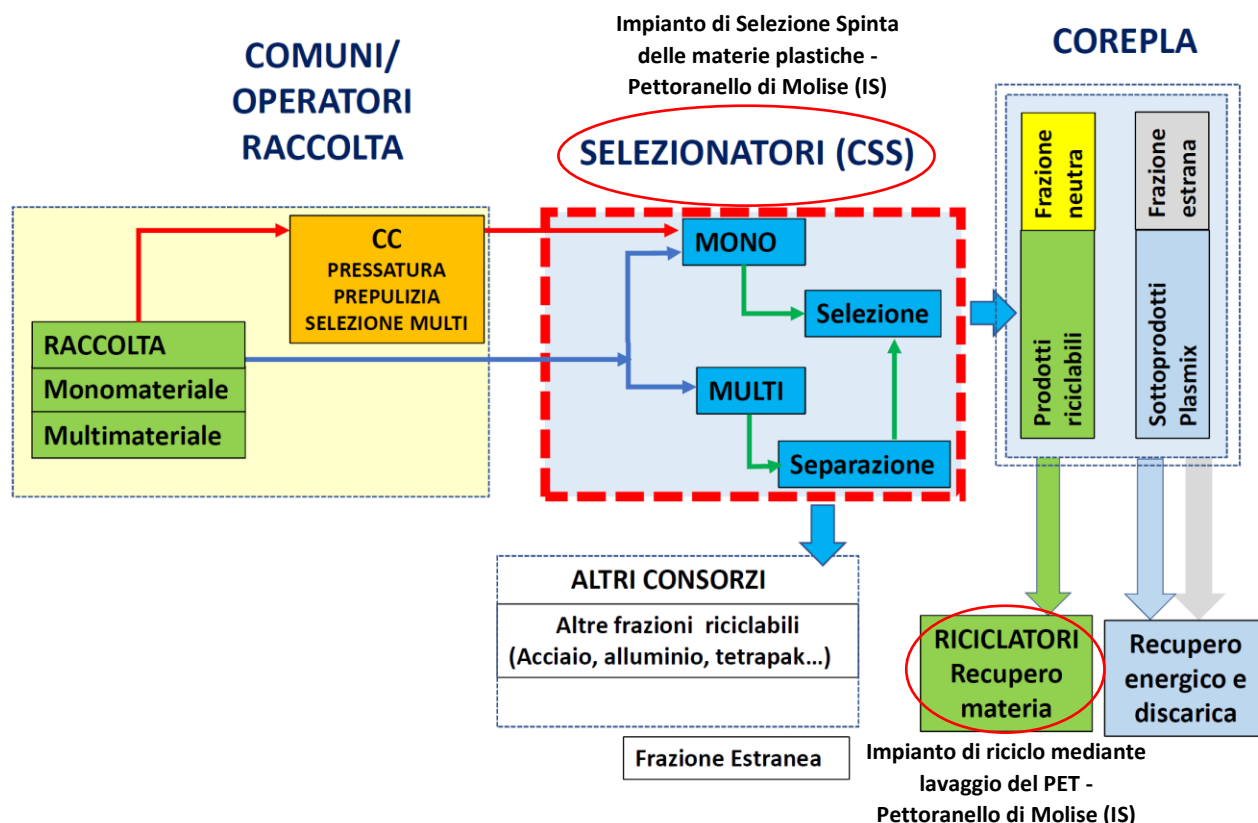 Impianto di Selezione Spinta
delle materie plastiche -
Pettoranello di Molise (IS)
COMUNI/
OPERATORI
RACCOLTA
SELEZIONATORI (CSS)
COREPLA
CC
PRESSATURA
PREPULIZIA
SELEZIONE MULTI
RACCOLTA
Monomateriale
Multimateriale
MONO
Selezione
MULTI
Separazione
Frazione
neutra
Frazione
estrana
Prodotti
riciclabili
Sottoprodotti
Plasmix
ALTRI CONSORZI
Altre frazioni riciclabili
(Acciaio, alluminio, tetrapak...)
Frazione Estranea
RICICLATORI
Recupero
materia
Recupero
energico e
discarica
Impianto di riciclo mediante
lavaggio del PET -
Pettoranello di Molise (IS)